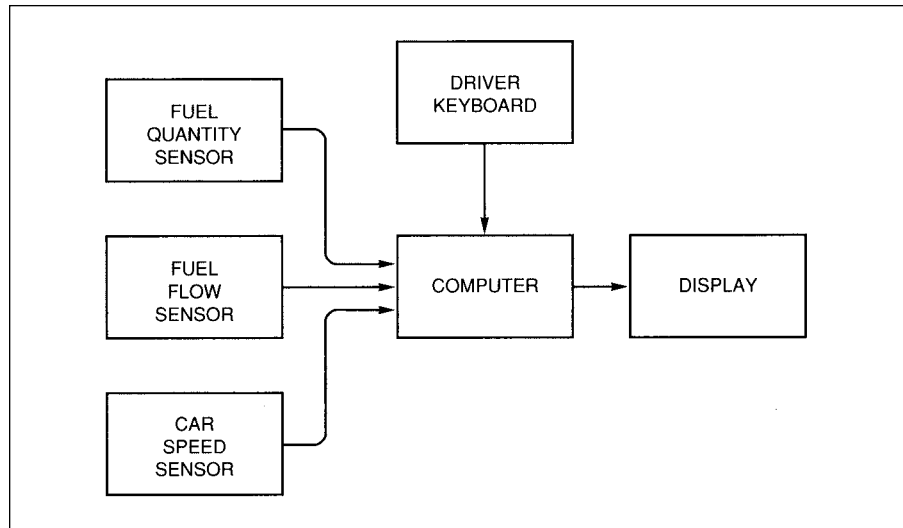 FUEL
QUANTITY
SENSOR
DRIVER
KEYBOARD
FUEL
FLOW
SENSOR
COMPUTER
DISPLAY
CAR
SPEED
SENSOR